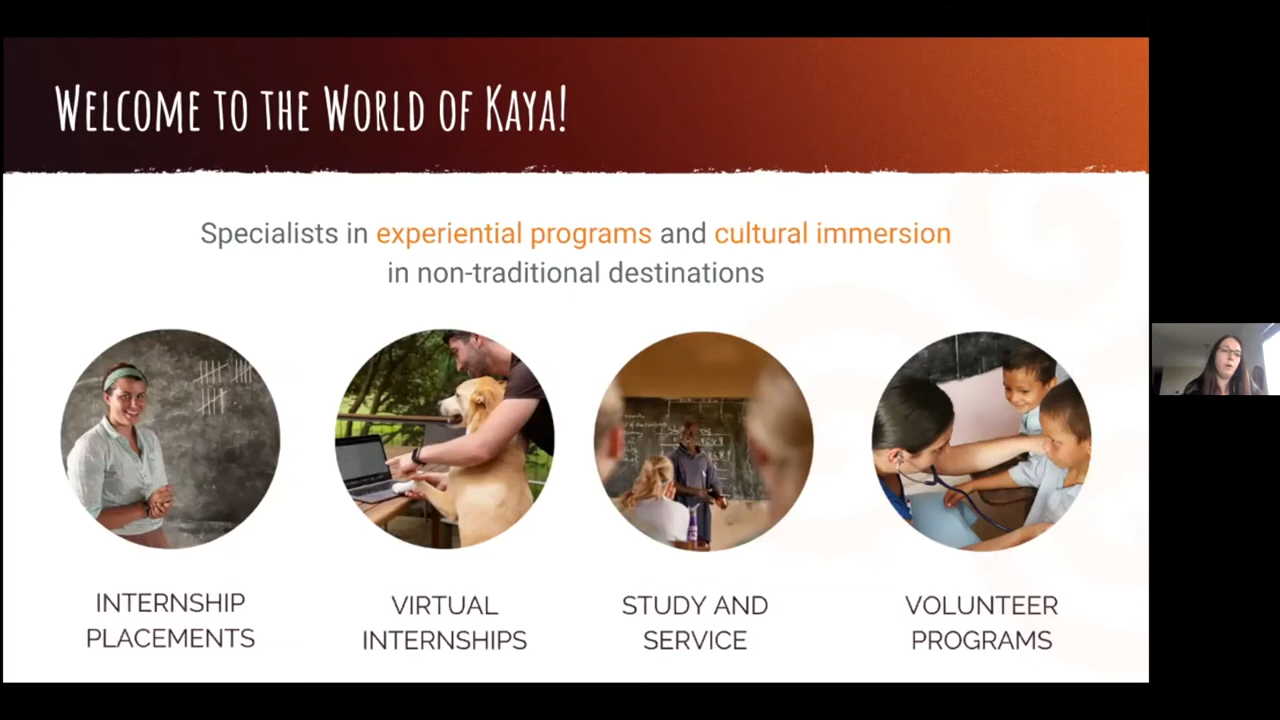 WELCOME TO THE WORLD OF KAYA!
Specialists in experiential programs and cultural immersion
in non-traditional destinations
INTERNSHIP
PLACEMENTS
VIRTUAL
INTERNSHIPS
STUDY AND
SERVICE
VOLUNTEER
PROGRAMS